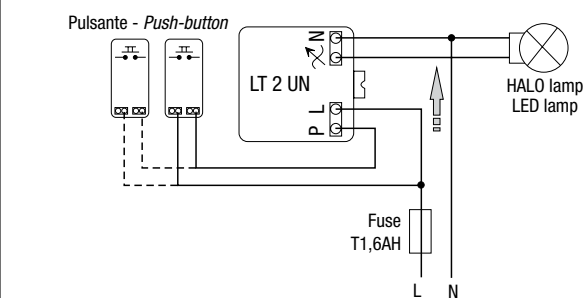 Pulsante - Push-button
N
LT 2 UN
L
P
HALO lamp
LED lamp
Fuse
T1,6AH
L N